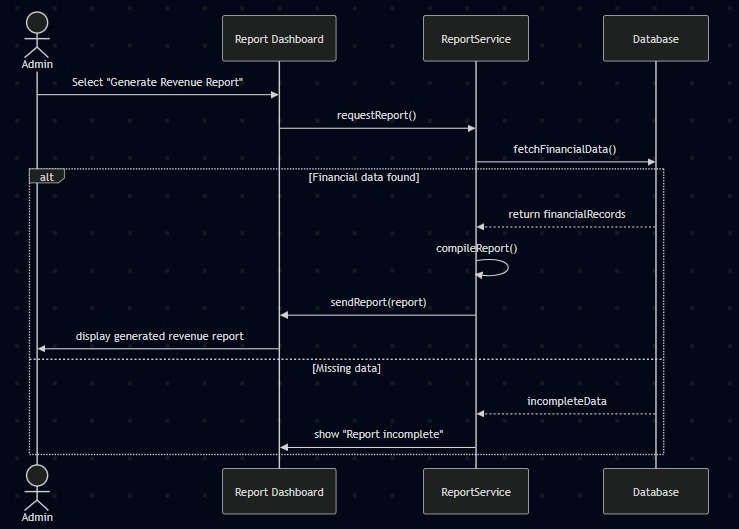 Report Dashboard
ReportService
Database
Admin
Select "Generate Revenue Report"
requestReport()
fetchFinancialData()
alt
[Financial data found]
return financialRecords
compileReport()
sendReport(report)
display generated revenue report
[Missing data]
incompleteData
show "Report incomplete"
Report Dashboard
ReportService
Database
Admin